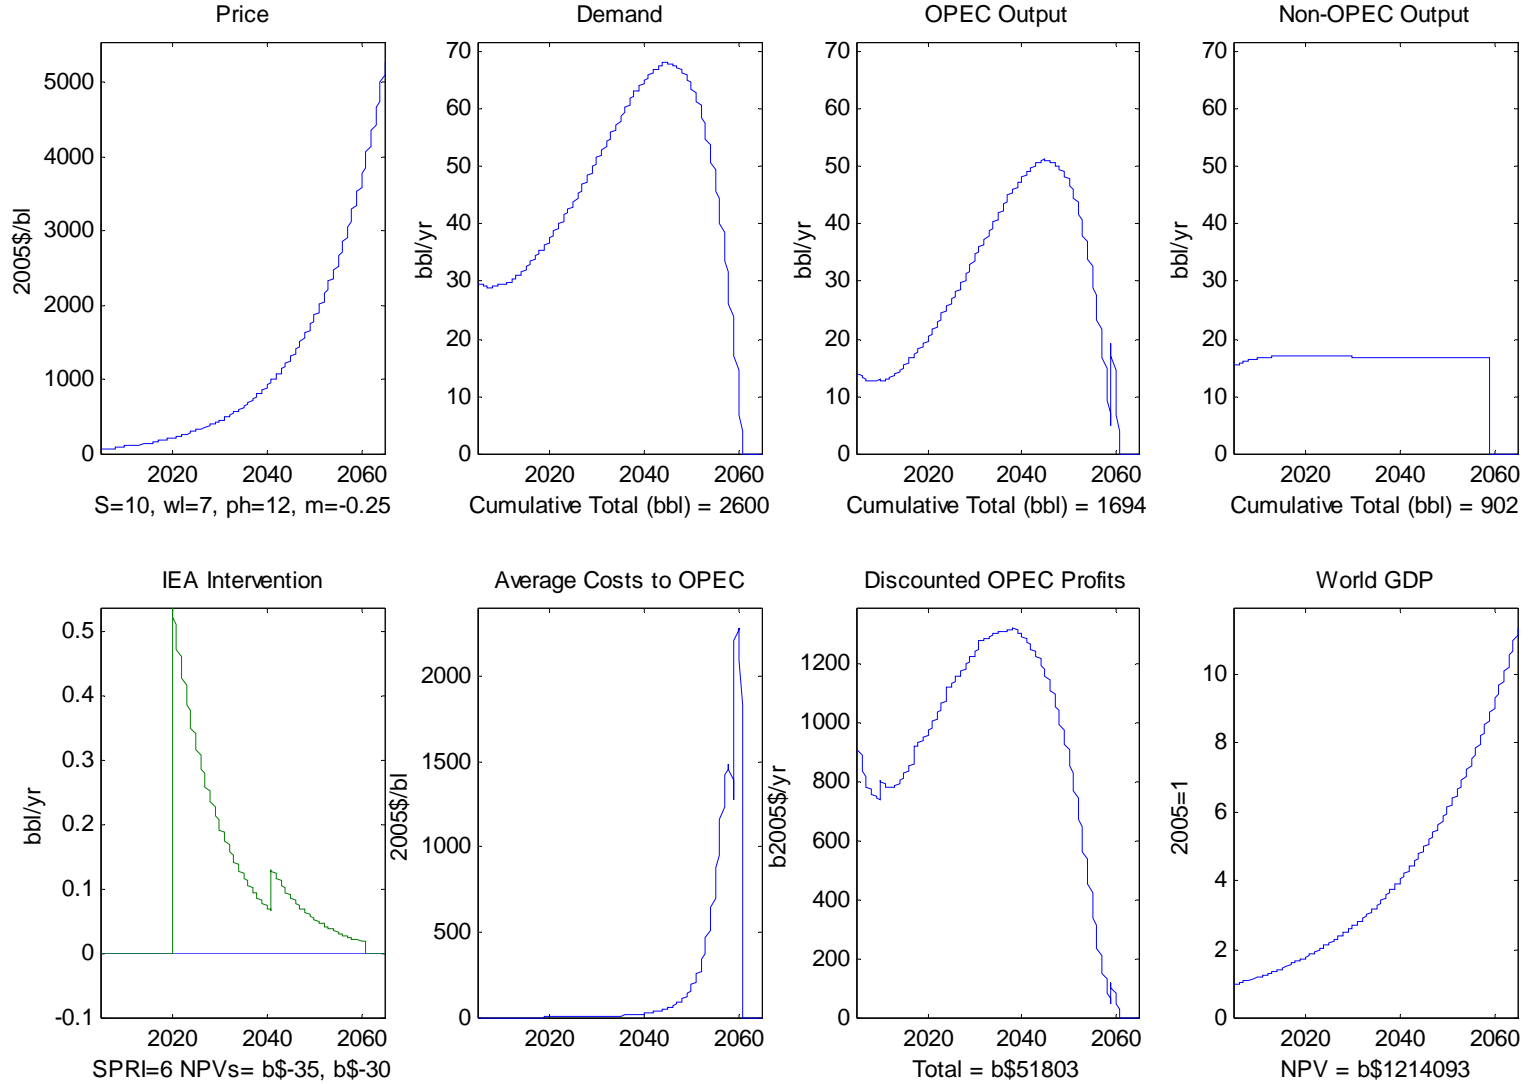 Price
Demand
OPEC Output
Non-OPEC Output
2005$/bl
5000
4000
3000
2000
1000
0
2020 2040 2060
S=10, wl=7, ph=12, m=-0.25
bbl/yr
70
60
50
40
30
20
10
0
2020 2040 2060
Cumulative Total (bbl) = 2600
bbl/yr
70
60
50
40
30
20
10
0
2020 2040 2060
Cumulative Total (bbl) = 1694
bbl/yr
70
60
50
40
30
20
10
0
2020 2040 2060
Cumulative Total (bbl) = 902
IEA Intervention
Average Costs to OPEC
Discounted OPEC Profits
World GDP
bbl/yr
0.5
0.4
0.3
0.2
0.1
0
-0.1
2020 2040 2060
SPRI=6 NPVs= b$-35, b$-30
2005$/bl
2000
1500
1000
500
0
2020 2040 2060
b2005$/yr
1200
1000
800
600
400
200
0
2020 2040 2060
Total = b$51803
2005=1
10
8
6
4
2
0
2020 2040 2060
NPV = b$1214093